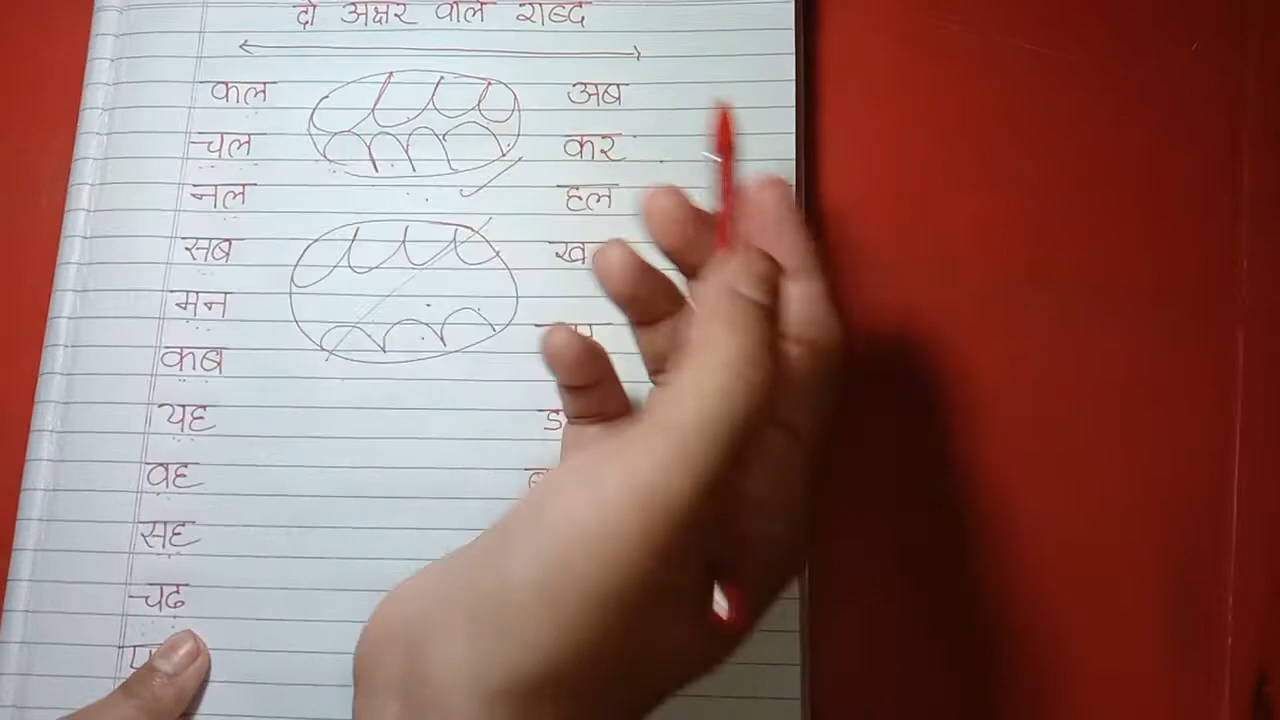 दो अक्षर वाले शब्द
कल अब
चल कर
नल हल
सब
मन
कब
यह
वह
सह
चढ